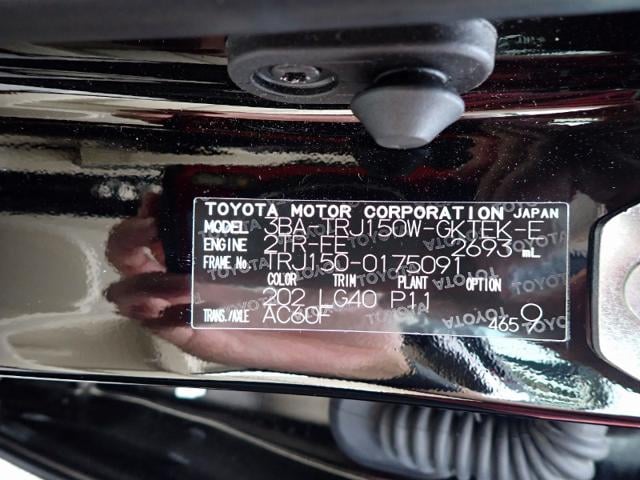 TOYOTA MOTOR CORPORATION JAPAN
MODEL 3BA-TRJ150W-GKTEK-E
ENGINE 2TR-FE 2693 mL
FRAME No. TRJ150-0175091
COLOR TRIM PLANT OPTION
202 LG40 P11
TRANS./AXLE AC60F 465 9